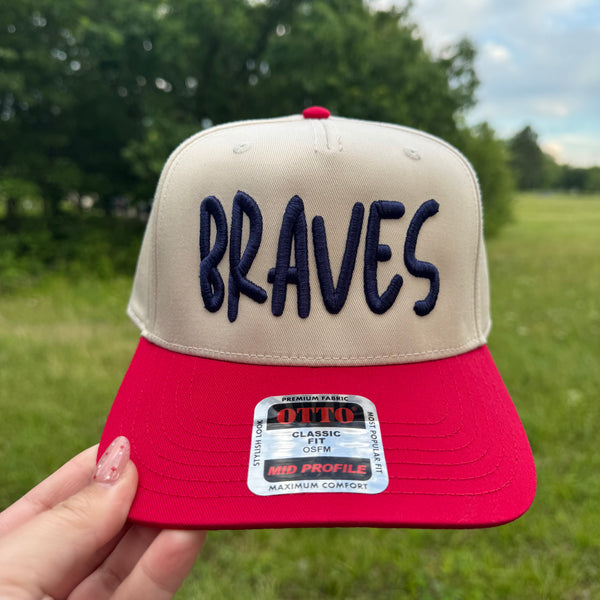 BRAVES
PREMIUM FABRIC
OTTO
STYLISH LOOK
CLASSIC
FIT
OSFM
MOST POPULAR FIT
MID PROFILE
MAXIMUM COMFORT